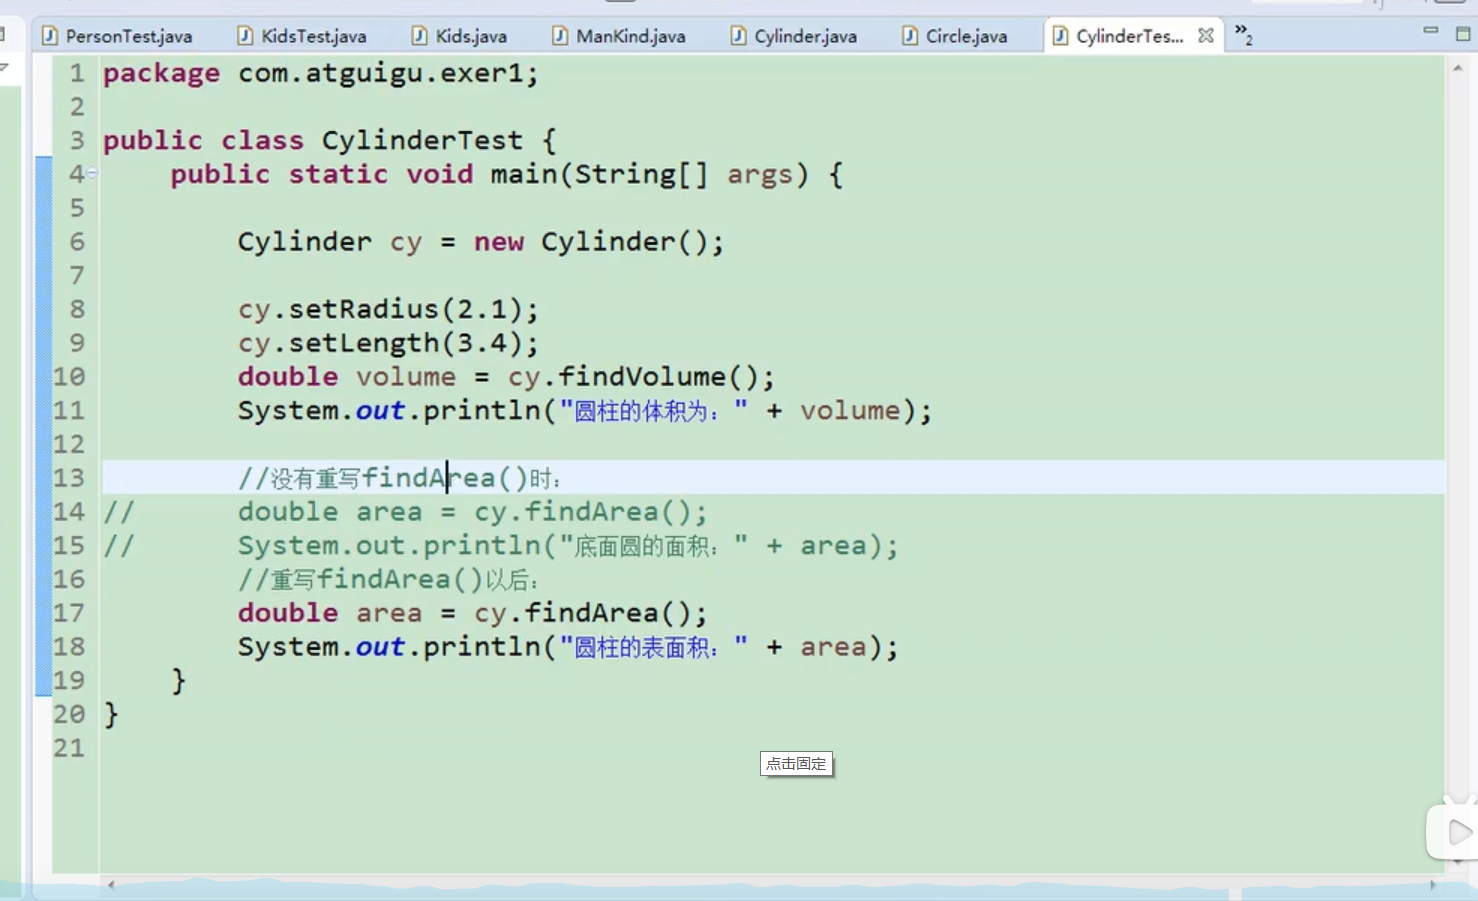 PersonTest.java KidsTest.java Kids.java ManKind.java Cylinder.java Circle.java CylinderTes... »2
1 package com.atguigu.exer1;
2
3 public class CylinderTest {
4 public static void main(String[] args) {
5
6 Cylinder cy = new Cylinder();
7
8 cy.setRadius(2.1);
9 cy.setLength(3.4);
10 double volume = cy.findVolume();
11 System.out.println("圆柱的体积为：" + volume);
12
13 //没有重写findArea()时：
14 // double area = cy.findArea();
15 // System.out.println("底面圆的面积：" + area);
16 //重写findArea()以后：
17 double area = cy.findArea();
18 System.out.println("圆柱的表面积：" + area);
19 }
20 }
21
点击固定